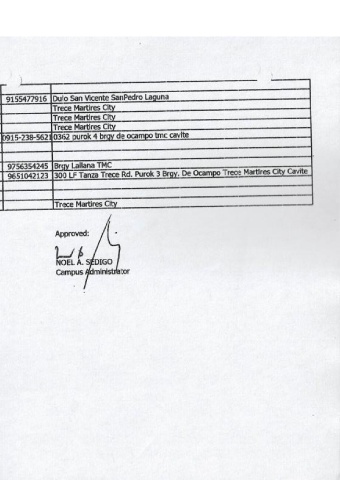 9155477916 Dulo San Vicente SanPedro Laguna
Trece Martires City
Trece Martires City
Trece Martires City
0915-238-5621 0362 purok 4 brgy de ocampo tmc cavite
9756354245 Brgy Lallana TMC
9651042123 300 LF Tanza Trece Rd. Purok 3 Brgy. De Ocampo Trece Martires City Cavite
Trece Martires City
Approved:
NOEL A. SEDIGO
Campus Administrator